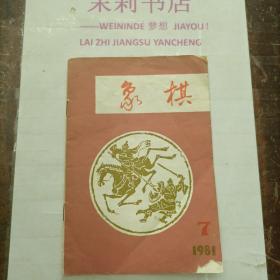 茉莉书店
——WEININDE 梦想 JIAYOU!
LAI ZHI JIANGSU YANCHENG
象棋
7
1981